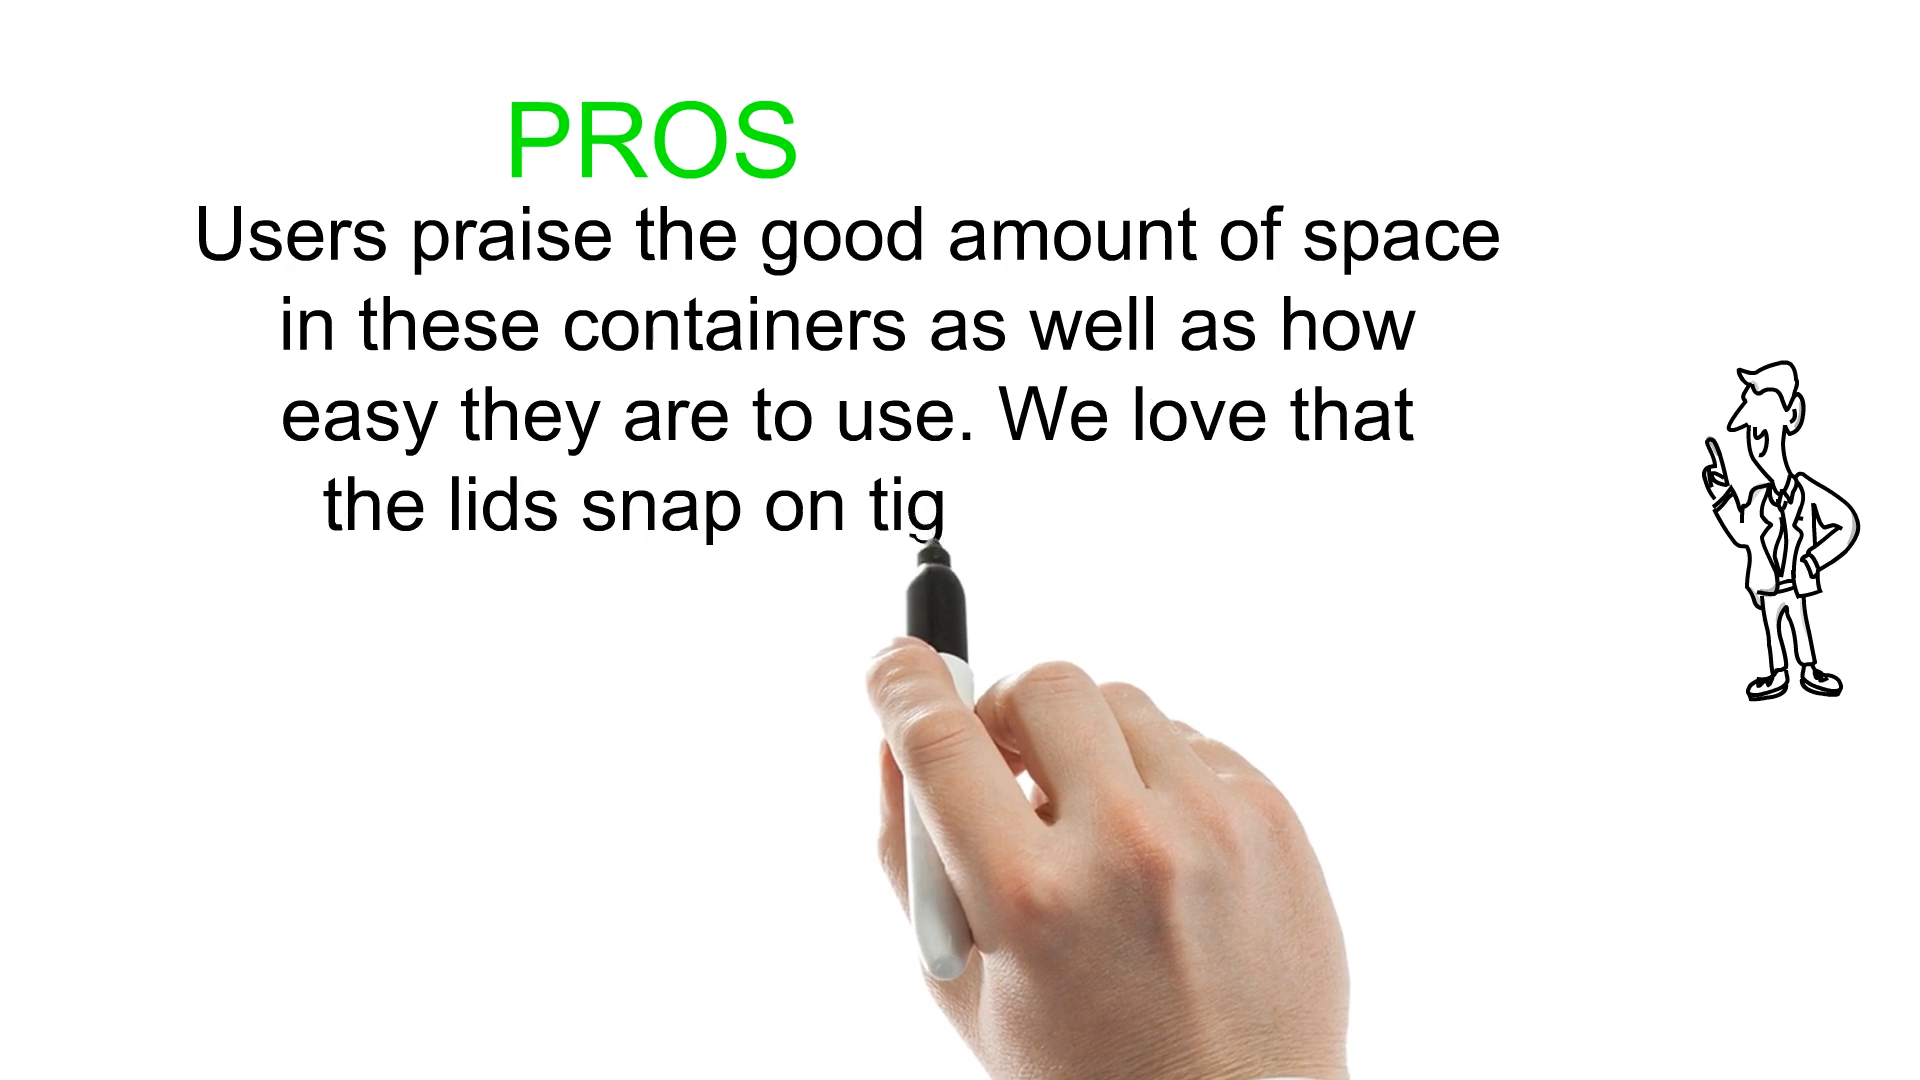 PROS
Users praise the good amount of space
in these containers as well as how
easy they are to use. We love that
the lids snap on tig